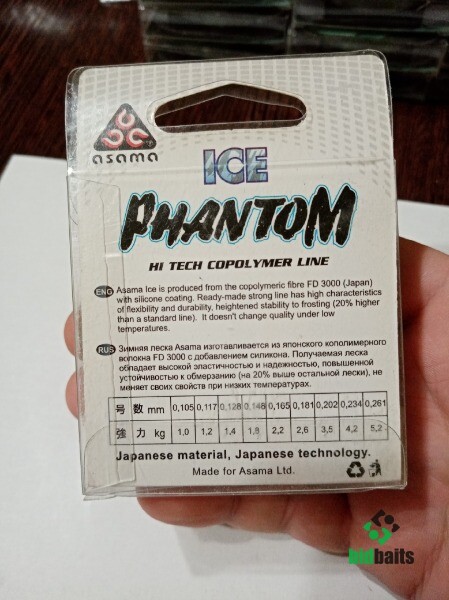 asama
ICE
PHANTOM
HI TECH COPOLYMER LINE
ENG Asama Ice is produced from the copolymeric fibre FD 3000 (Japan)
with silicone coating. Ready-made strong line has high characteristics
of flexibility and durability, heightened stability to frosting (20% higher
than a standard line). It doesn't change quality under low
temperatures.
RUS Зимняя леска Asama изготавливается из японского кополимерного
волокна FD 3000 с добавлением силикона. Получаемая леска
обладает высокой эластичностью и надежностью, повышенной
устойчивостью к обмерзанию (на 20% выше остальной лески), не
меняет своих свойств при низких температурах.
号 数 mm 0,105 0,117 0,128 0,148 0,165 0,181 0,202 0,234 0,261
強 力 kg 1,0 1,2 1,4 1,8 2,2 2,6 3,5 4,2 5,2
Japanese material, Japanese technology.
Made for Asama Ltd.
bidbaits